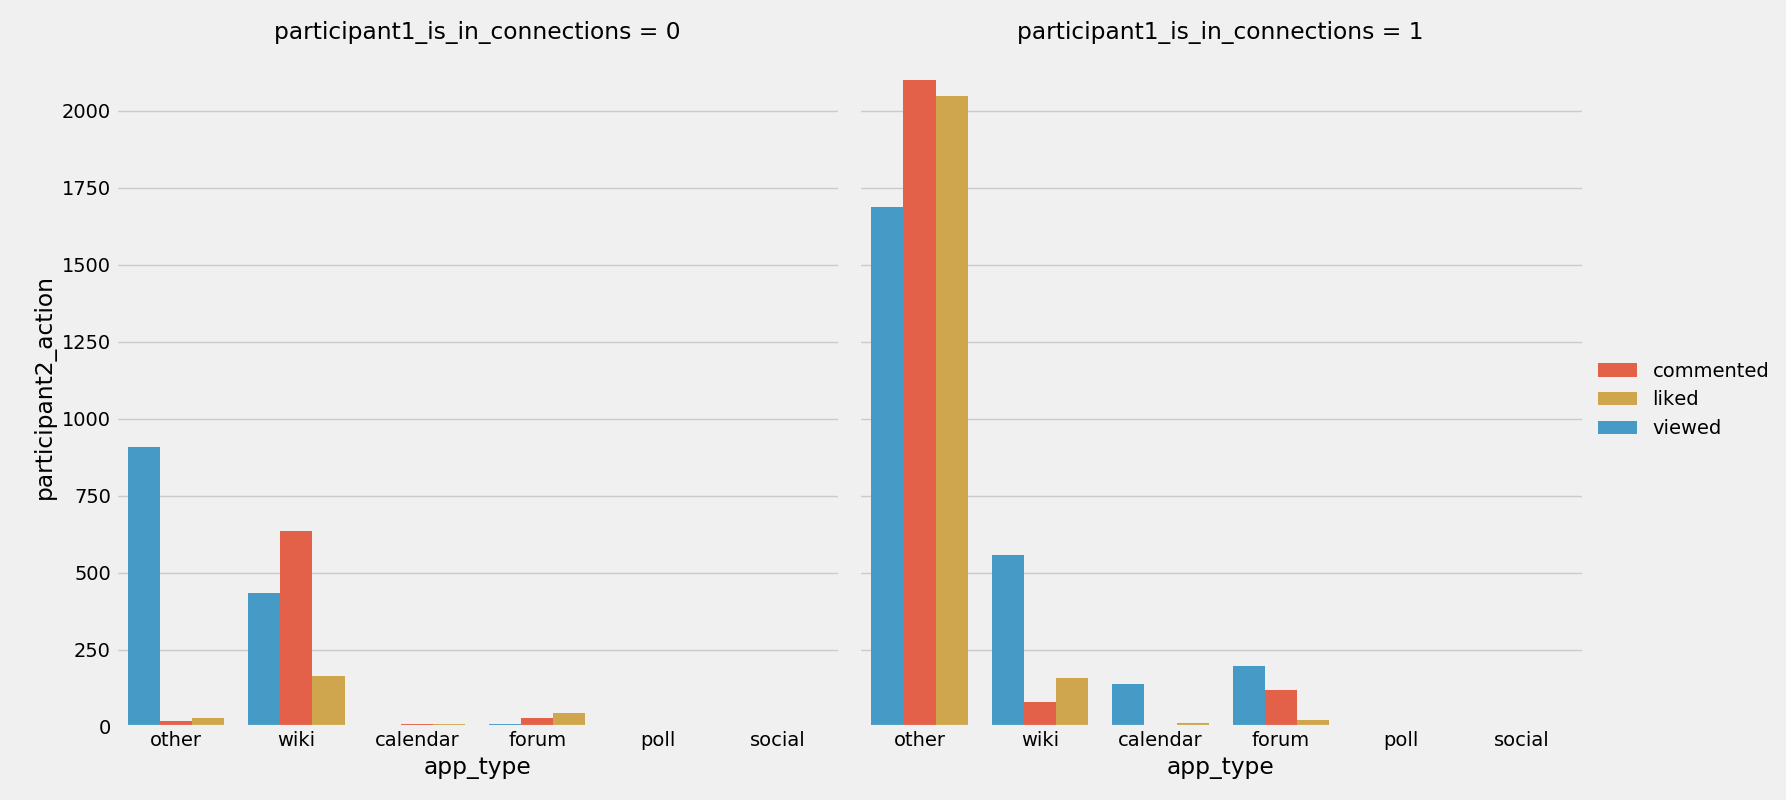 participant1_is_in_connections = 0
participant1_is_in_connections = 1
participant2_action
2000
1750
1500
1250
1000
750
500
250
0
other wiki calendar forum poll social
app_type
other wiki calendar forum poll social
app_type
commented
liked
viewed